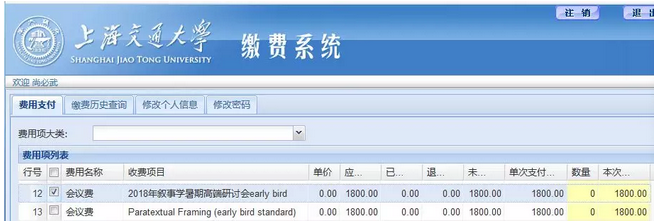 注 销 退 出
上海交通大学
SHANGHAI JIAO TONG UNIVERSITY
缴费系统
欢迎 尚必武
费用支付 缴费历史查询 修改个人信息 修改密码
费用项大类:
费用项列表
行号 费用名称 收费项目 单价 应... 已... 退... 未... 单次支付... 数量 本次...
12 会议费 2018年叙事学暑期高端研讨会early bird 0.00 1800.00 0.00 0.00 1800.00 1800.00 0 1800.00
13 会议费 Paratextual Framing (early bird standard) 0.00 1800.00 0.00 0.00 1800.00 1800.00 0 1800.00